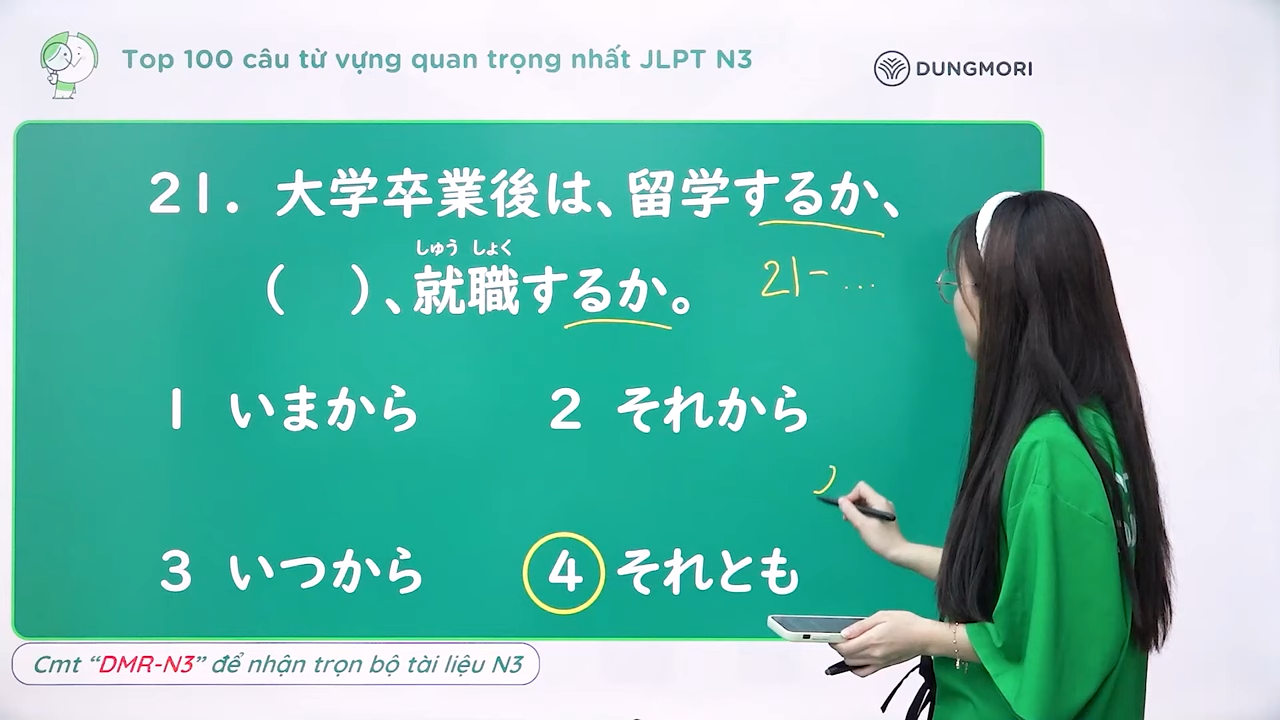 Top 100 câu từ vựng quan trọng nhất JLPT N3
DUNGMORI
21. 大学卒業後は、留学するか、
しゅう しょく
( )、就職するか。
21- ...
1 いまから
2 それから
3 いつから
4 それとも
Cmt “DMR-N3” để nhận trọn bộ tài liệu N3